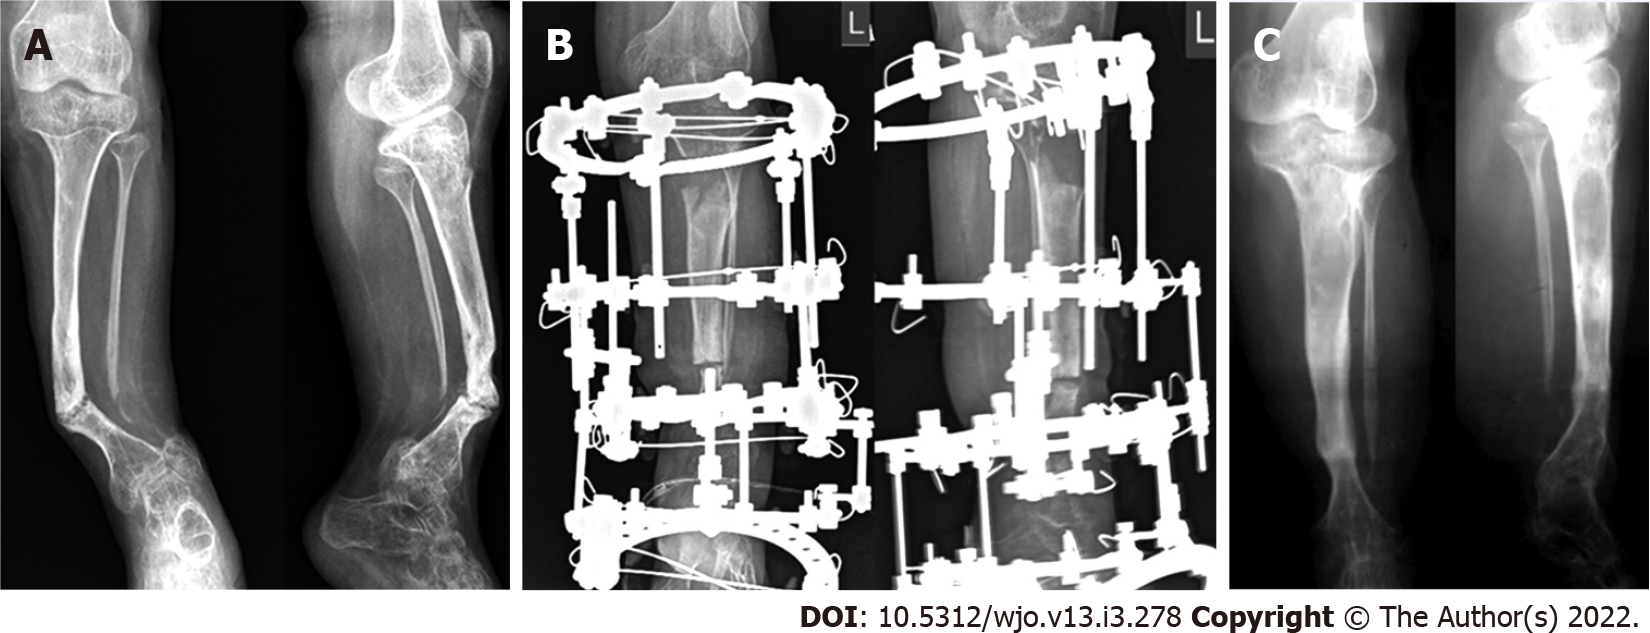 A
B
L
L
C
DOI: 10.5312/wjo.v13.i3.278 Copyright © The Author(s) 2022.